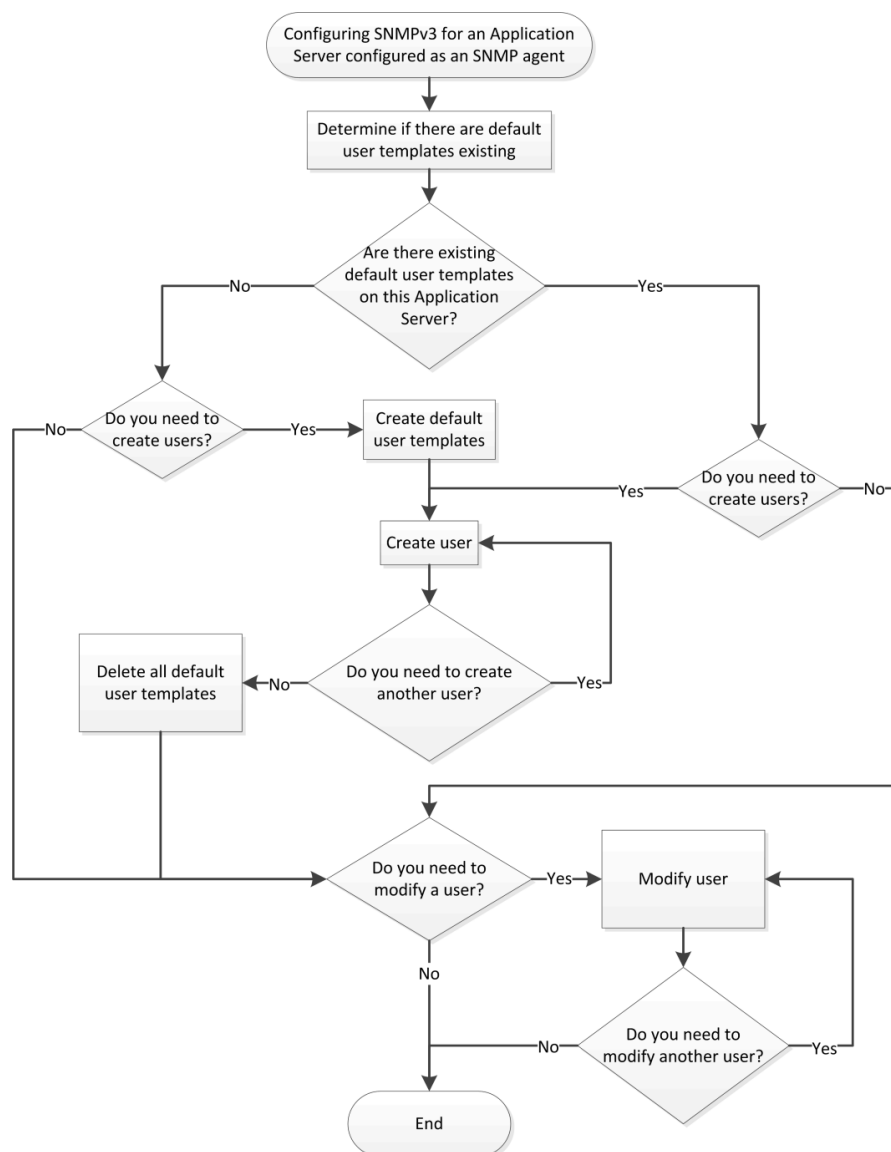 Configuring SNMPv3 for an Application
Server configured as an SNMP agent
Determine if there are default
user templates existing
Are there existing
default user templates
on this Application
Server?
No
Yes
Do you need to
create users?
No
Yes
Create default
user templates
Do you need to
create users?
Yes
No
Create user
Do you need to create
another user?
No
Yes
Delete all default
user templates
Do you need to
modify a user?
Yes
No
Modify user
Do you need to
modify another user?
No
Yes
End